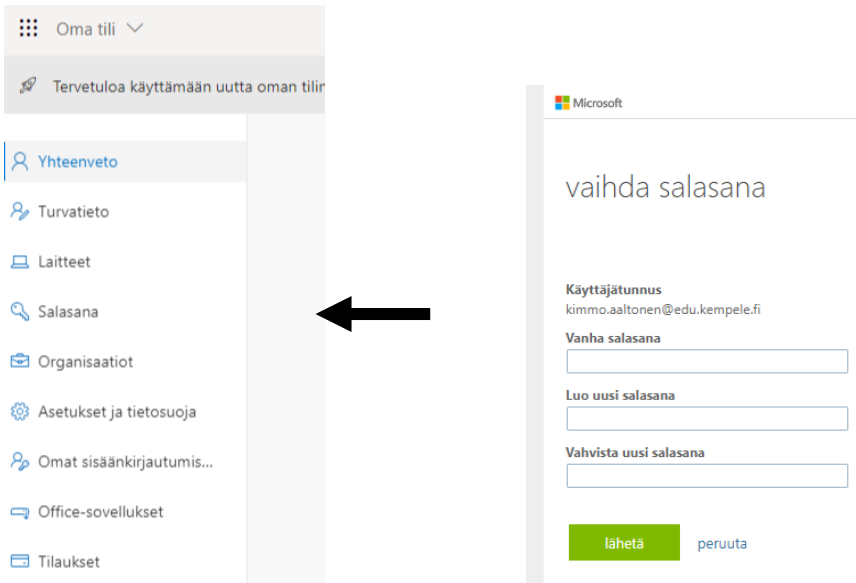 Oma tili
Tervetuloa käyttämään uutta oman tilin
Yhteenveto
Turvatieto
Laitteet
Salasana
Organisaatiot
Asetukset ja tietosuoja
Omat sisäänkirjautumis...
Office-sovellukset
Tilaukset
Microsoft
vaihda salasana
Käyttäjätunnus
kimmo.aaltonen@edu.kempele.fi
Vanha salasana
Luo uusi salasana
Vahvista uusi salasana
lähetä peruuta